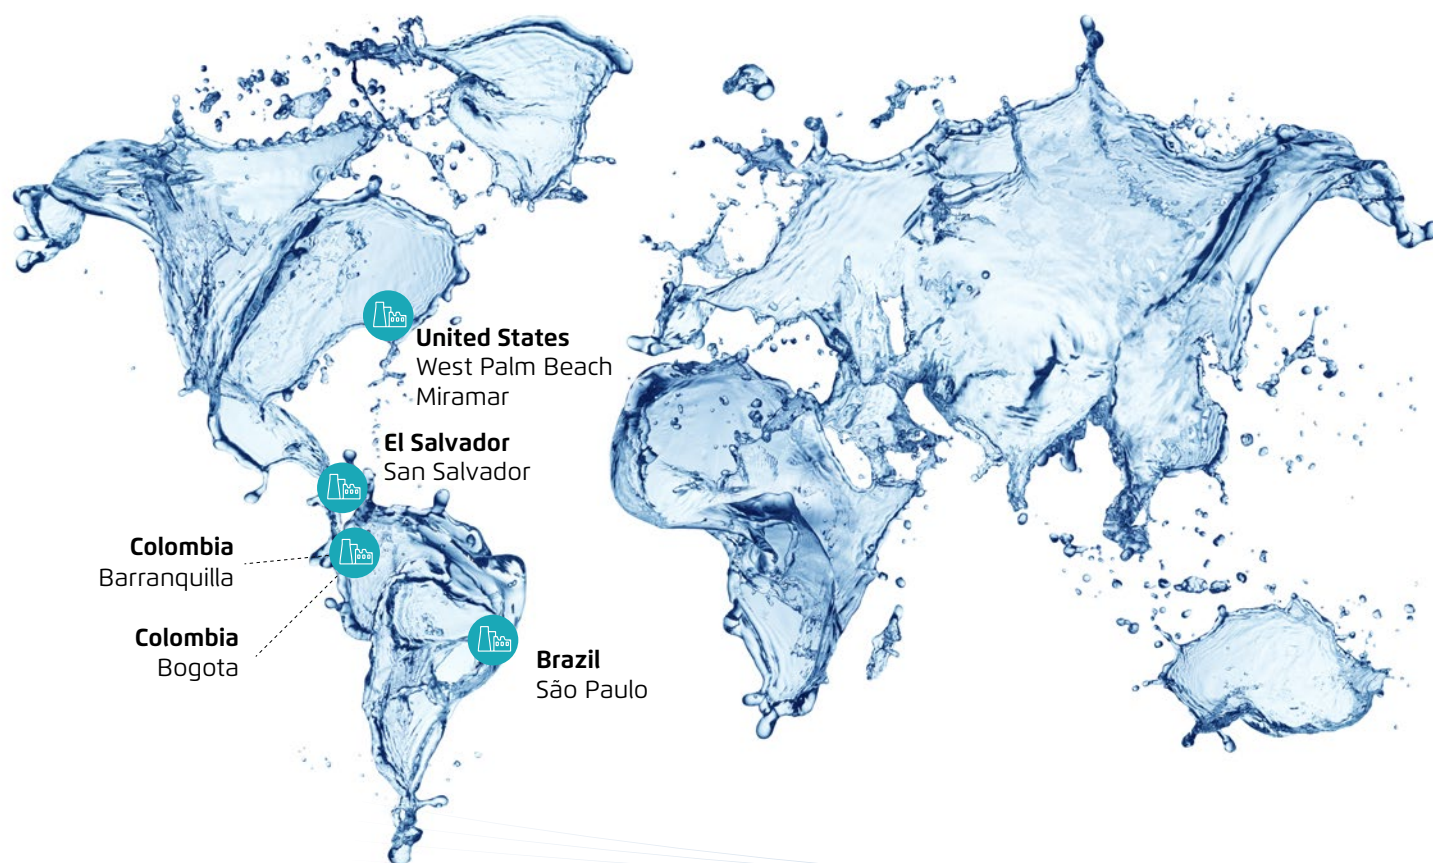 United States
West Palm Beach
Miramar
El Salvador
San Salvador
Colombia
Barranquilla
Colombia
Bogota
Brazil
São Paulo